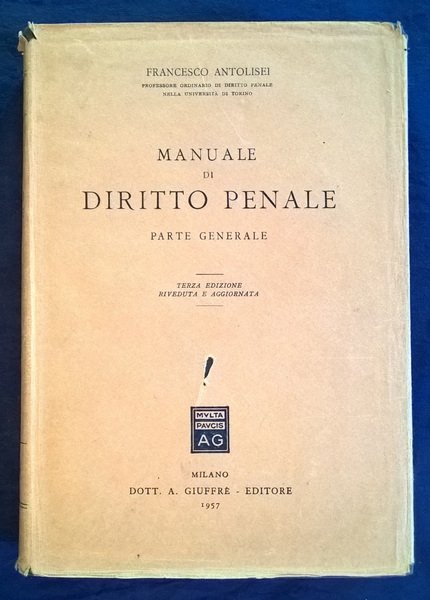 FRANCESCO ANTOLISEI
PROFESSORE ORDINARIO DI DIRITTO PENALE
NELLA UNIVERSITÀ DI TORINO
MANUALE
DI
DIRITTO PENALE
PARTE GENERALE
TERZA EDIZIONE
RIVEDUTA E AGGIORNATA
MVLTA
PAVCIS
AG
MILANO
DOTT. A. GIUFFRÈ - EDITORE
1957